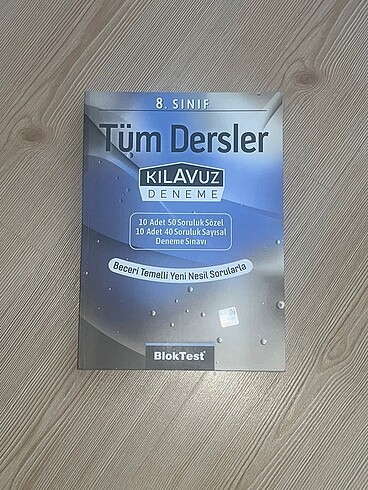 8. SINIF
Tüm Dersler
KILAVUZ
DENEME
10 Adet 50 Soruluk Sözel
10 Adet 40 Soruluk Sayısal
Deneme Sınavı
Beceri Temelli Yeni Nesil Sorularla
BlokTest